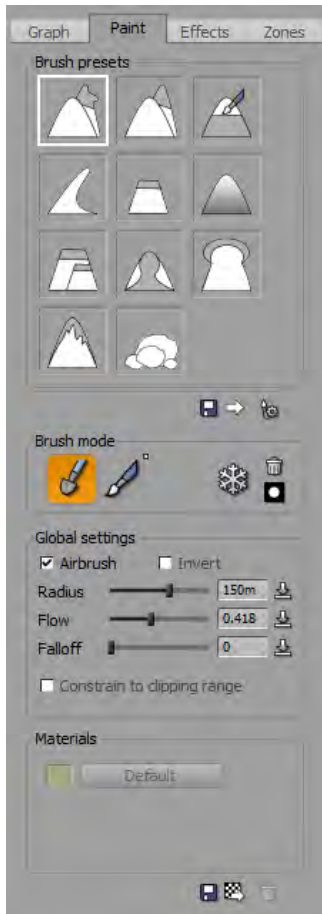 Graph Paint Effects Zones
Brush presets
Brush mode
Global settings
Airbrush Invert
Radius 150m
Flow 0.418
Falloff 0
Constrain to clipping range
Materials
Default